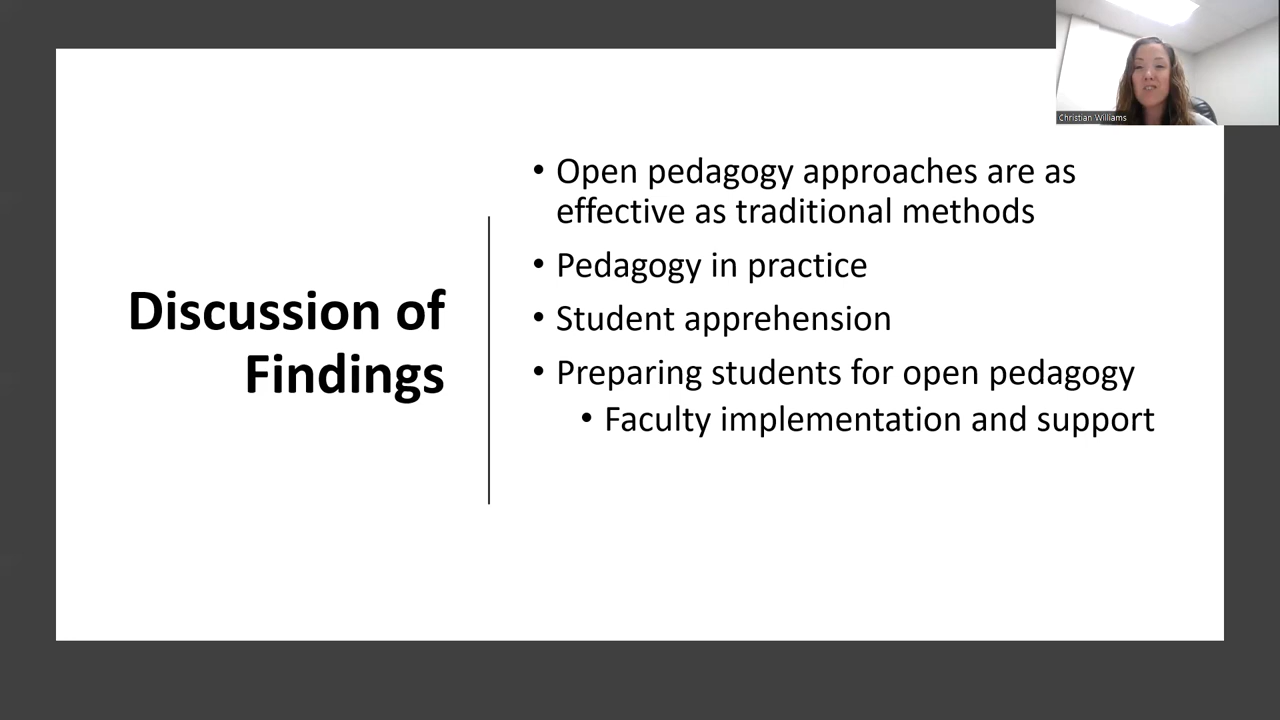 Christian Williams
Discussion of
Findings
• Open pedagogy approaches are as
effective as traditional methods
• Pedagogy in practice
• Student apprehension
• Preparing students for open pedagogy
• Faculty implementation and support